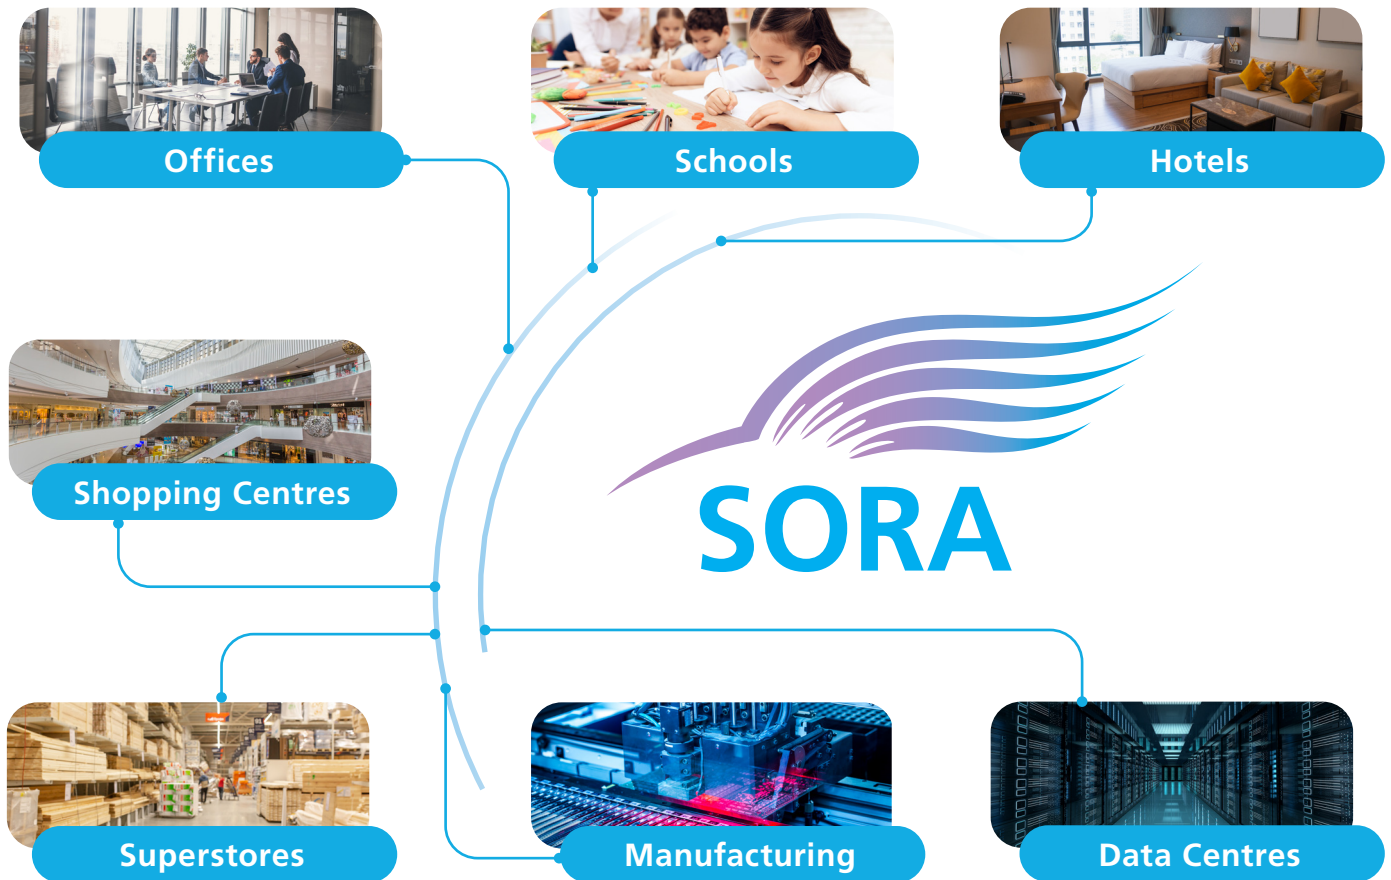 Offices
Schools
Hotels
Shopping Centres
SORA
Superstores
Manufacturing
Data Centres